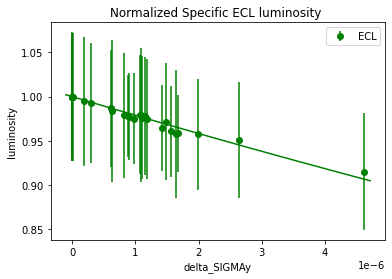 Normalized Specific ECL luminosity
ECL
1.05
1.00
0.95
0.90
0.85
luminosity
0
1
2
3
4
1e-6
delta_SIGMAy